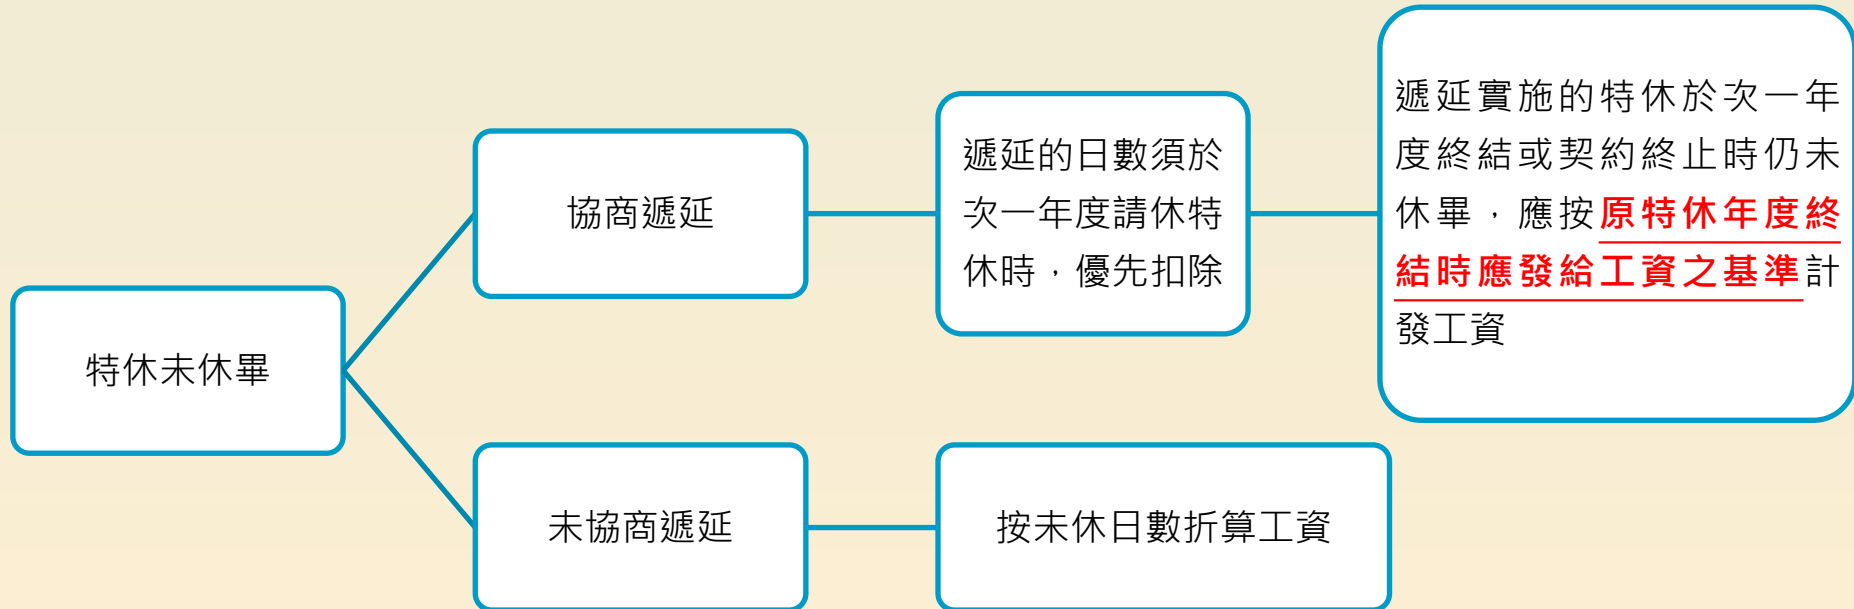 特休未休畢
協商遞延
遞延的日數須於
次一年度請休特
休時，優先扣除
遞延實施的特休於次一年
度終結或契約終止時仍未
休畢，應按原特休年度終
結時應發給工資之基準計
發工資
未協商遞延
按未休日數折算工資